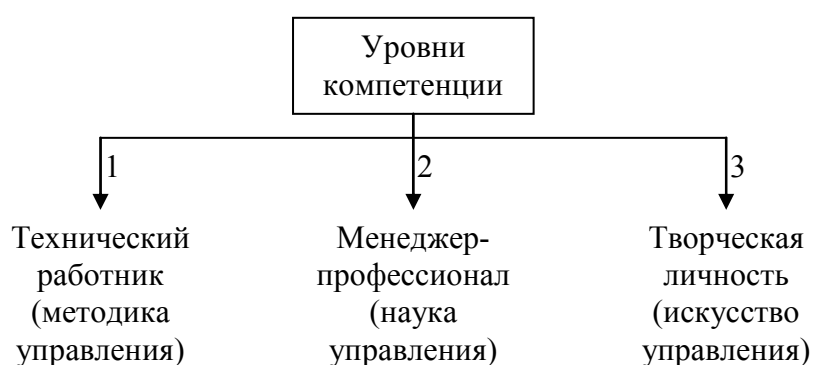 Уровни
компетенции
1
2
3
Технический
работник
(методика
управления)
Менеджер-
профессионал
(наука
управления)
Творческая
личность
(искусство
управления)